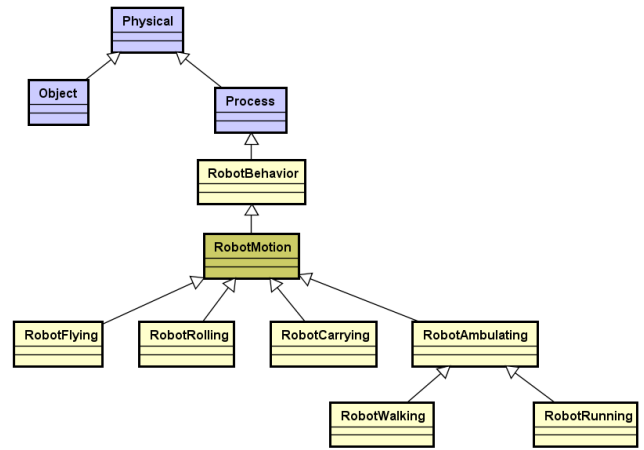 Physical
Object
Process
RobotBehavior
RobotMotion
RobotFlying
RobotRolling
RobotCarrying
RobotAmbulating
RobotWalking
RobotRunning